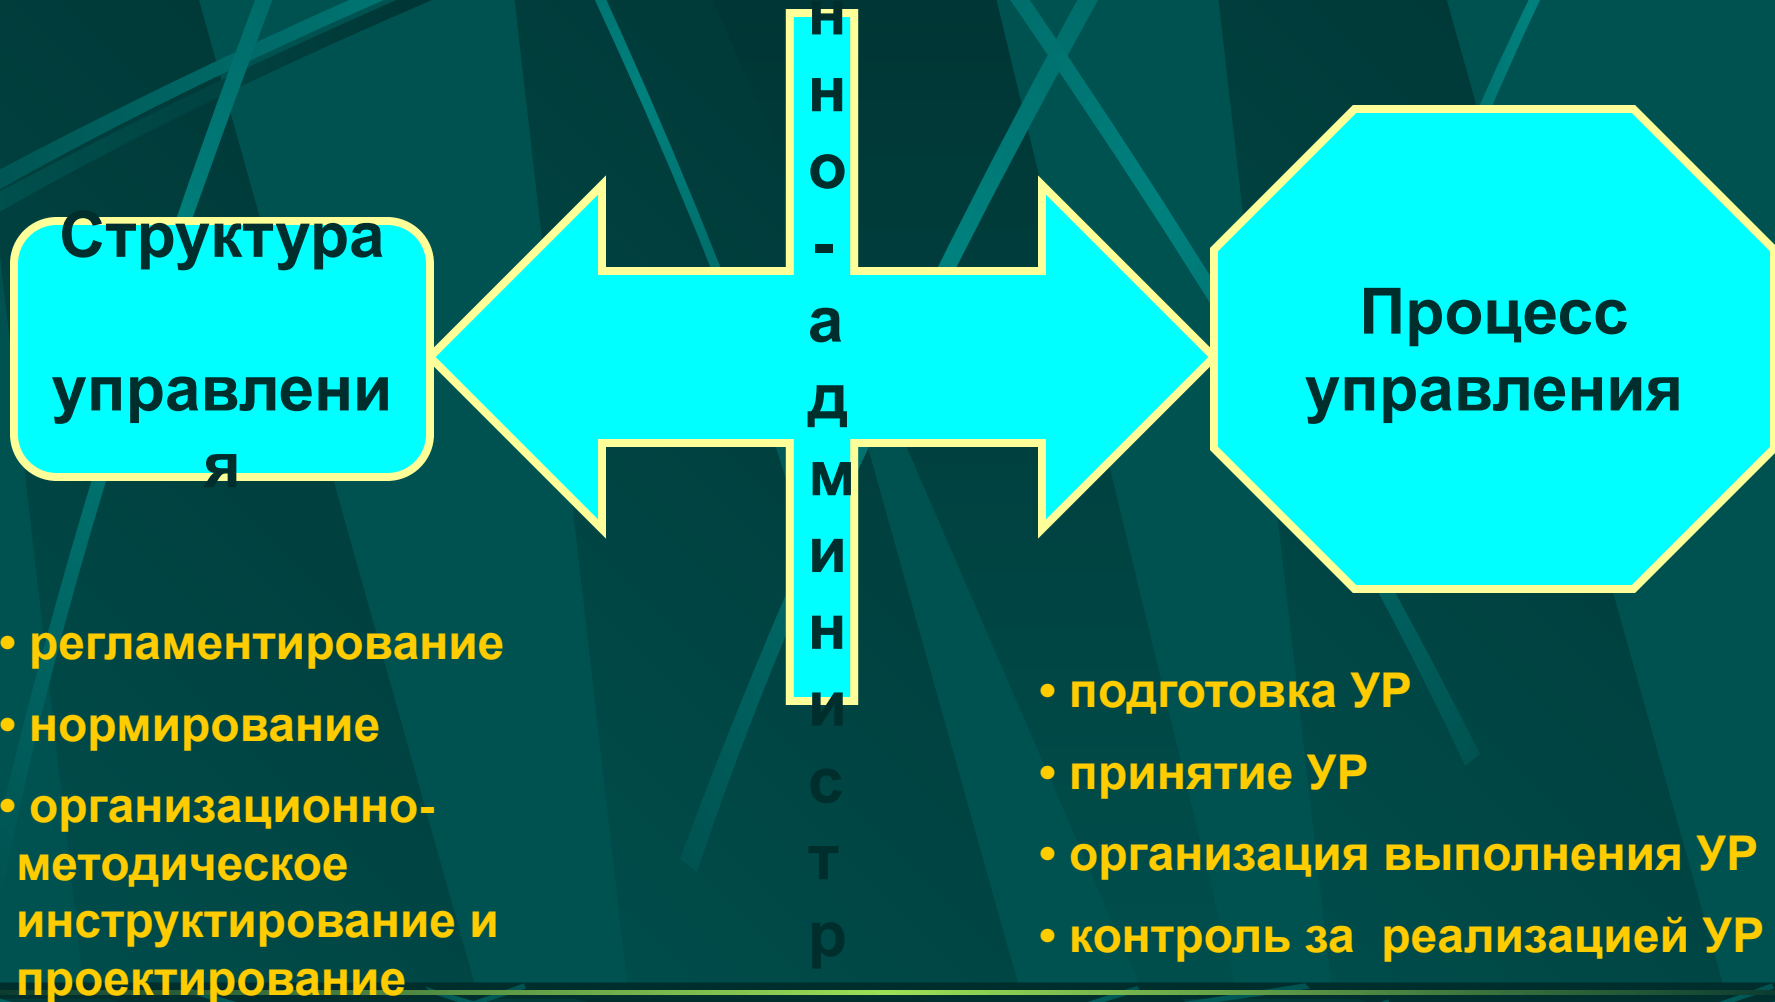 Структура
управлени
я
н
н
о
-
а
д
м
и
н
и
с
т
р
Процесс
управления
• регламентирование
• нормирование
• организационно-
методическое
инструктирование и
проектирование
• подготовка УР
• принятие УР
• организация выполнения УР
• контроль за  реализацией УР